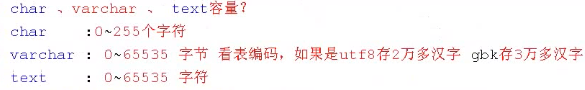 char 、varchar 、 text容量?
char    :0~255个字符
varchar : 0~65535 字节 看表编码，如果是utf8存2万多汉字 gbk存3万多汉字
text    : 0~65535 字符